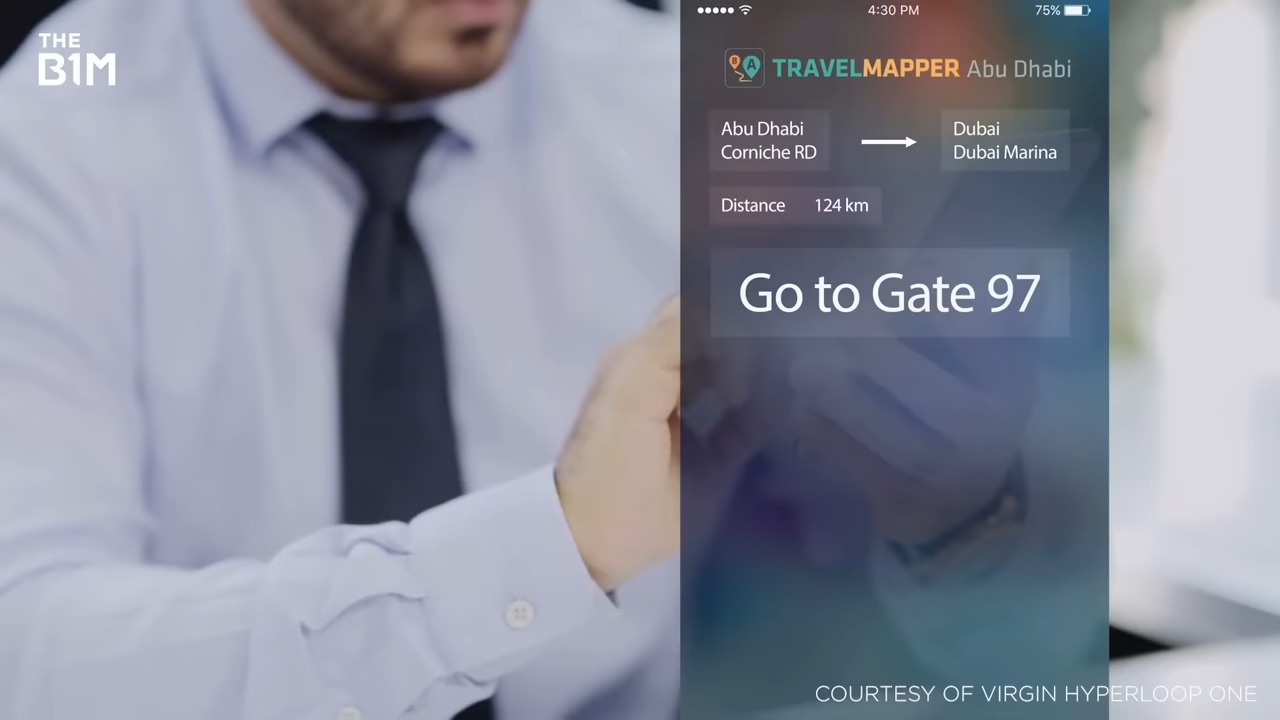 THE
B1M
4:30 PM
75%
TRAVELMAPPER Abu Dhabi
Abu Dhabi
Corniche RD
Dubai
Dubai Marina
Distance 124 km
Go to Gate 97
COURTESY OF VIRGIN HYPERLOOP ONE